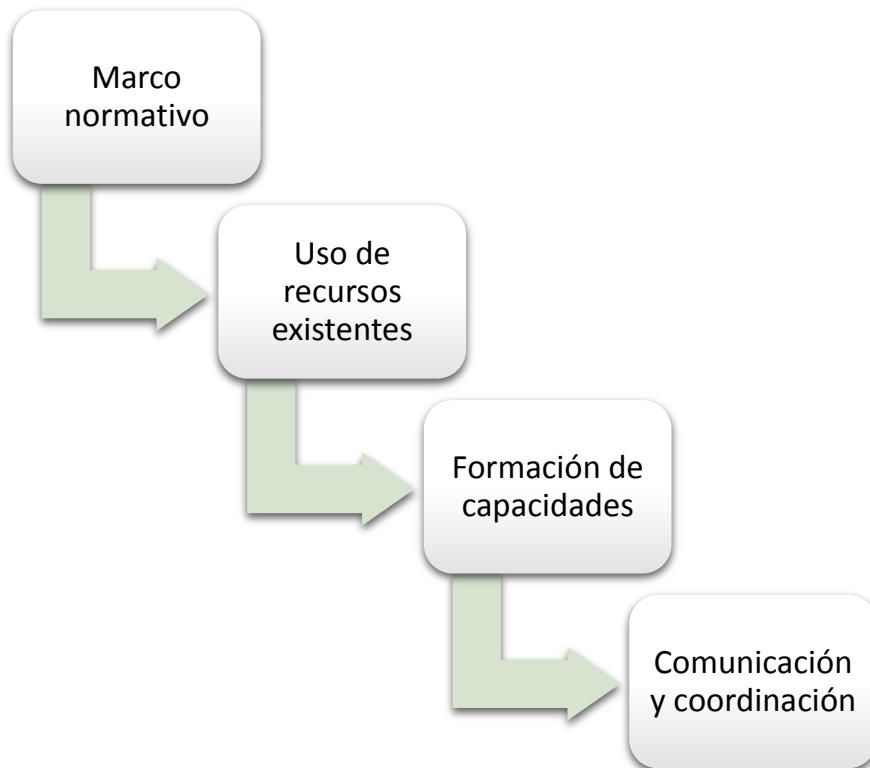 Marco
normativo
Uso de
recursos
existentes
Formación de
capacidades
Comunicación
y coordinación